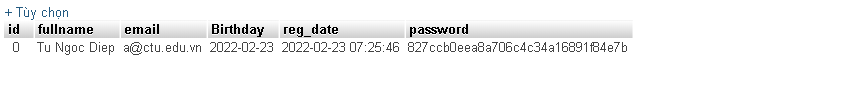 + Tùy chọn
id fullname email Birthday reg_date password
0 Tu Ngoc Diep a@ctu.edu.vn 2022-02-23 2022-02-23 07:25:46 827ccb0eea8a706c4c34a16891f84e7b